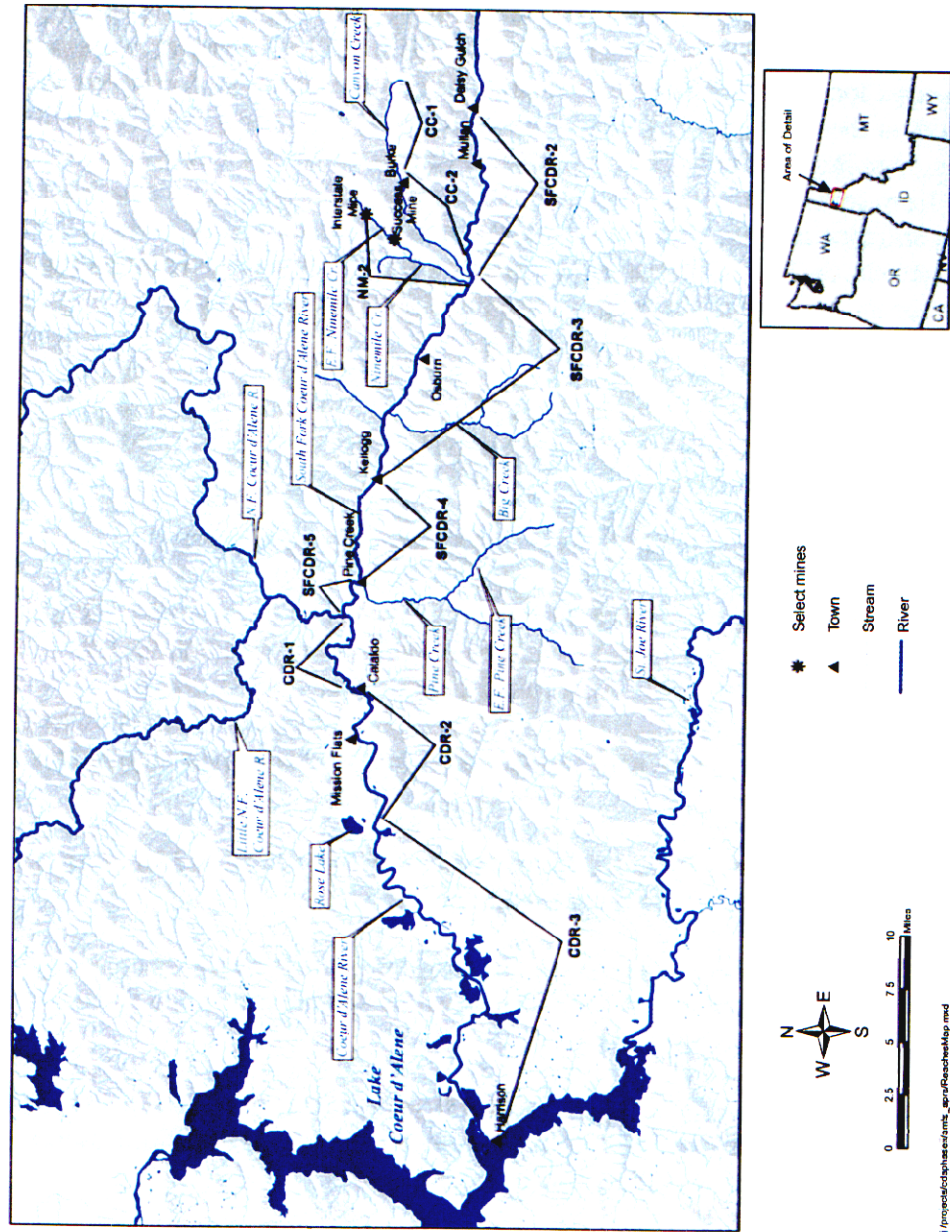 Canyon Creek
Daisy Gulch
Mullan
CC-1
Burke
CC-2
SFCDR-2
Interstate
Mine
Success
Mine
NM-2
E.F. Ninemile Cr.
Ninemile Cr.
South Fork Coeur d'Alene River
Osburn
SFCDR-3
N.F. Coeur d'Alene R.
Kellogg
Big Creek
SFCDR-4
SFCDR-5
Pine Creek
Pine Creek
E.F. Pine Creek
CDR-1
Cataldo
St. Joe River
Little N.F.
Coeur d'Alene R.
Mission Flats
CDR-2
Rose Lake
Coeur d'Alene River
CDR-3
Lake
Coeur d'Alene
Harrison
Area of Detail
WA
MT
OR
ID
WY
CA
Select mines
Town
Stream
River
N
W
E
S
0
2.5
5
7.5
10
Miles